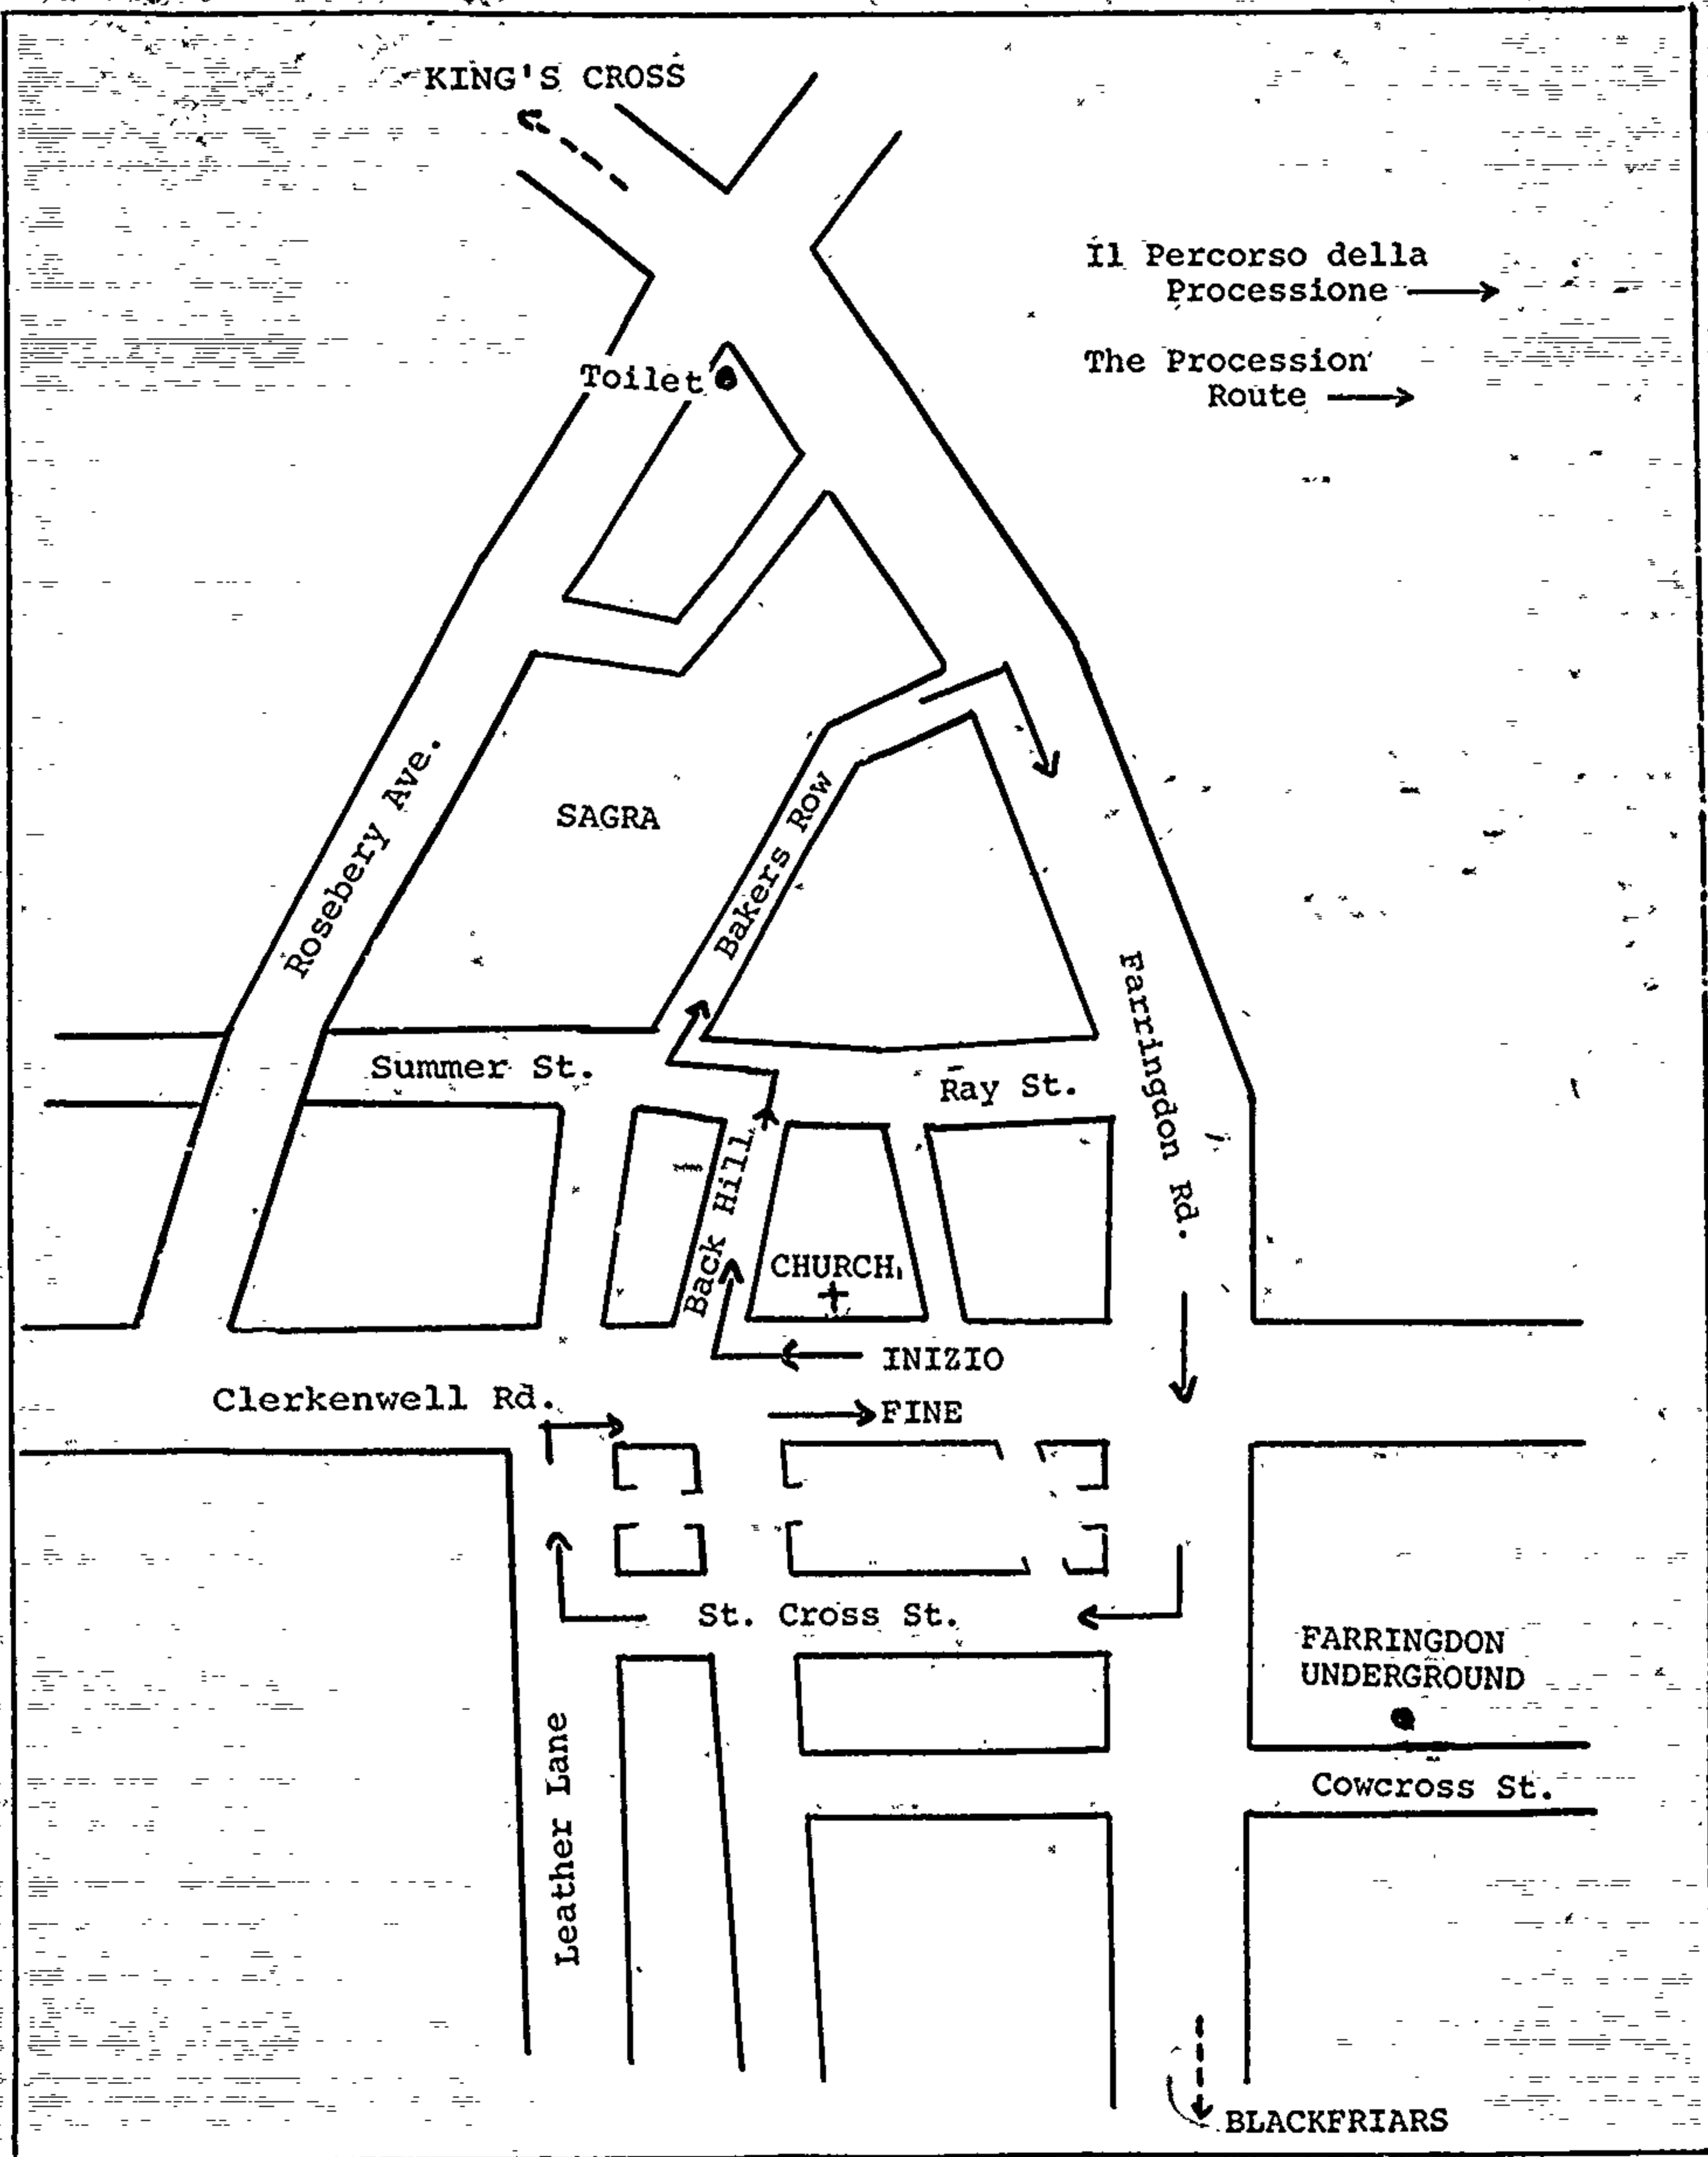 KING'S CROSS
Il Percorso della
Processione
The Procession
Route
Toilet
Rosebery Ave.
SAGRA
Bakers Row
Farringdon Rd.
Summer St.
Ray St.
Back Hill
CHURCH
INIZIO
Clerkenwell Rd.
FINE
St. Cross St.
FARRINGDON
UNDERGROUND
Leather Lane
Cowcross St.
BLACKFRIARS